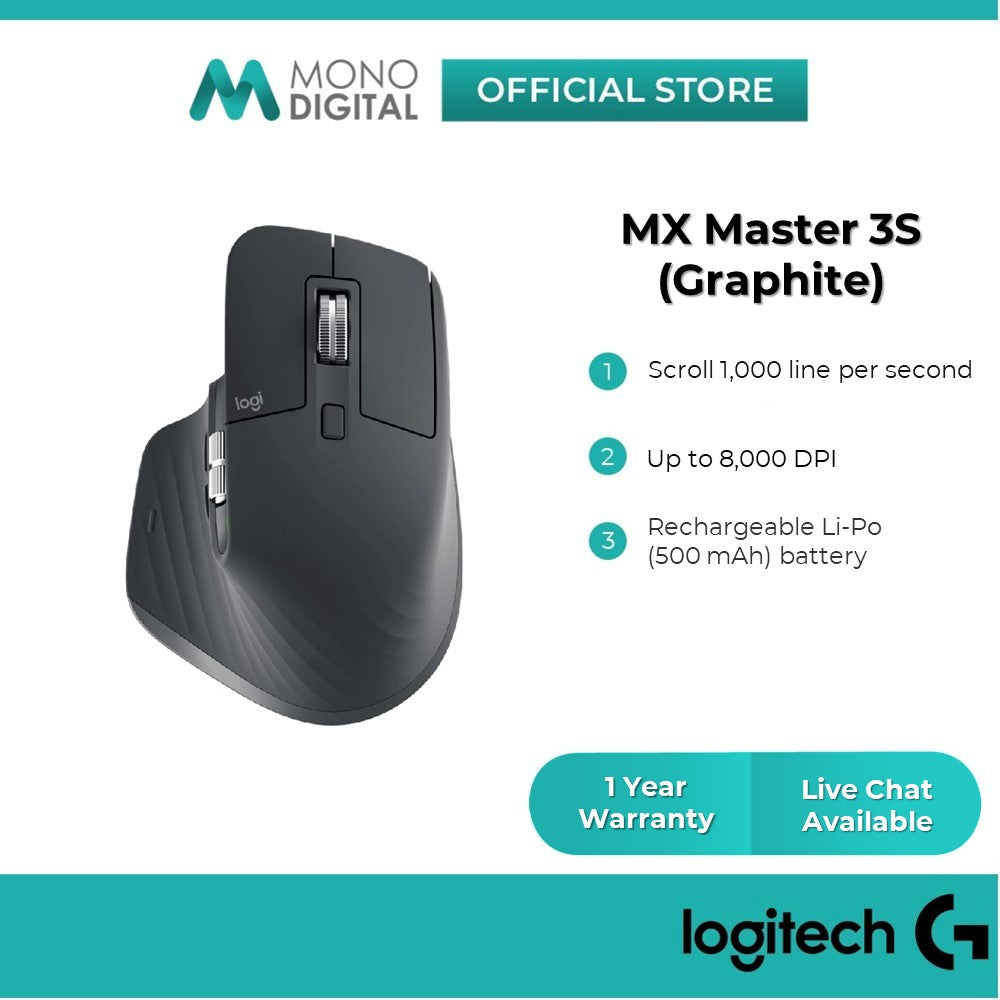 MONO
DIGITAL
OFFICIAL STORE
MX Master 3S
(Graphite)
1
Scroll 1,000 line per second
2
Up to 8,000 DPI
3
Rechargeable Li-Po
(500 mAh) battery
logi
1 Year
Warranty
Live Chat
Available
logitech G